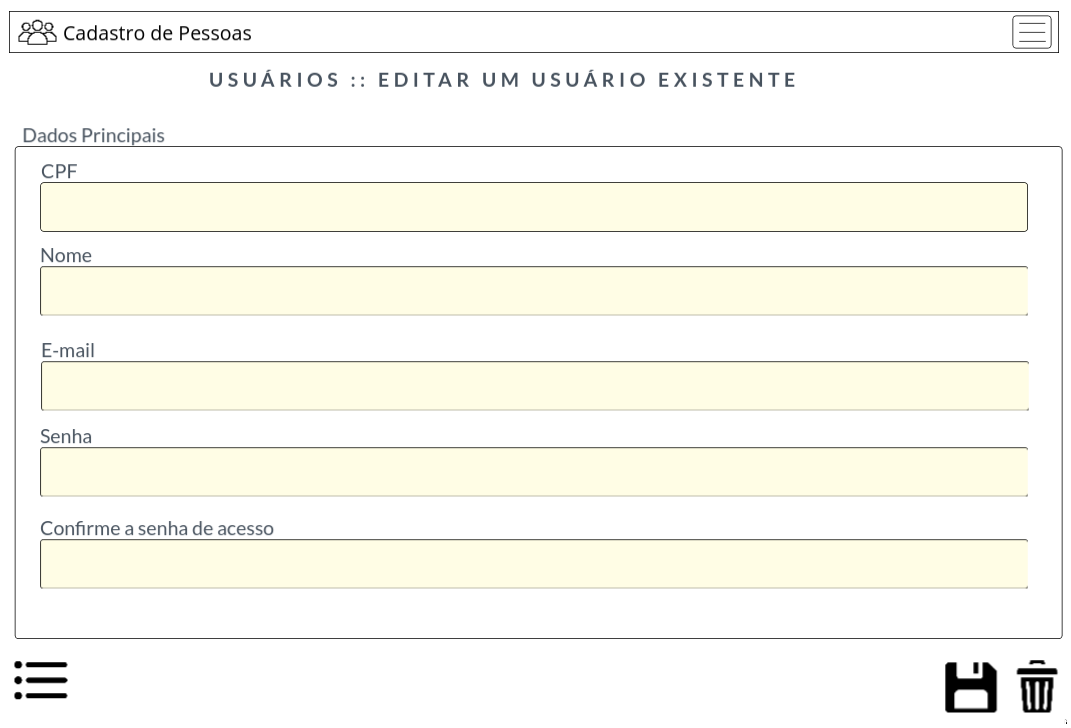 Cadastro de Pessoas
USUÁRIOS :: EDITAR UM USUÁRIO EXISTENTE
Dados Principais
CPF
Nome
E-mail
Senha
Confirme a senha de acesso